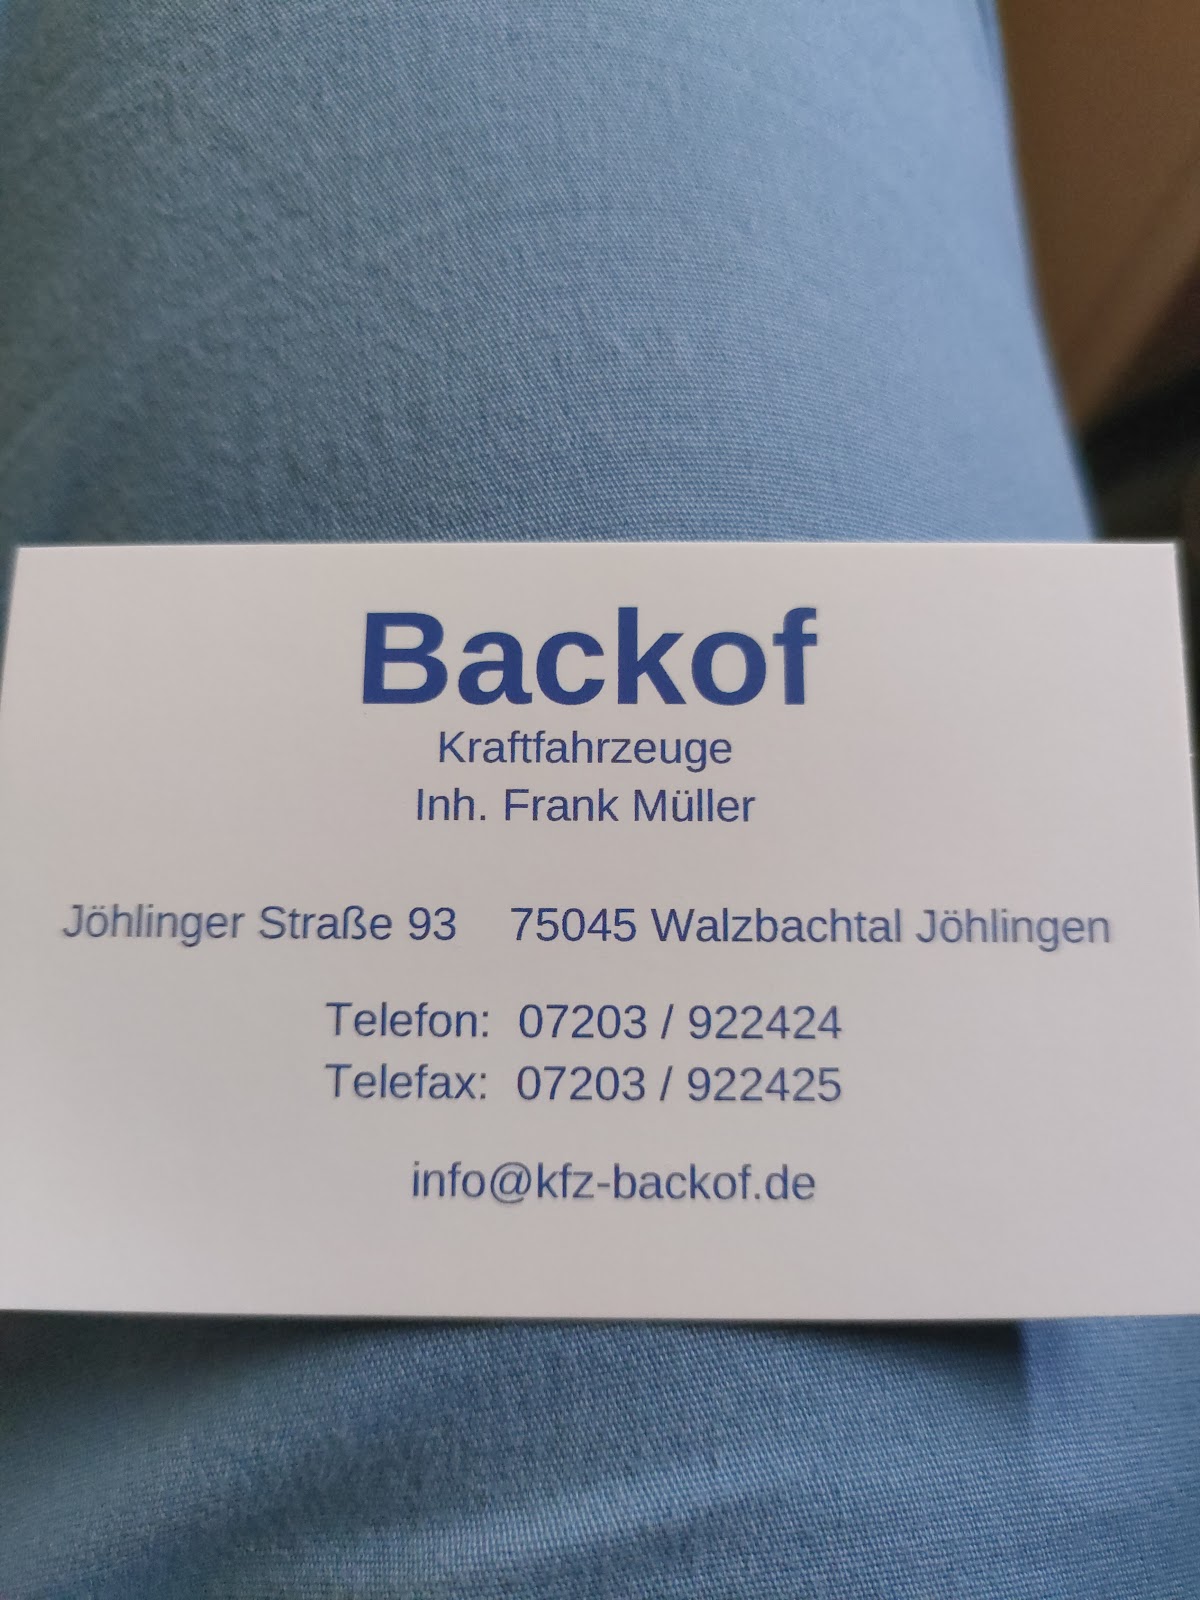 Backof
Kraftfahrzeuge
Inh. Frank Müller
Jöhlinger Straße 93 75045 Walzbachtal Jöhlingen
Telefon: 07203 / 922424
Telefax: 07203 / 922425
info@kfz-backof.de